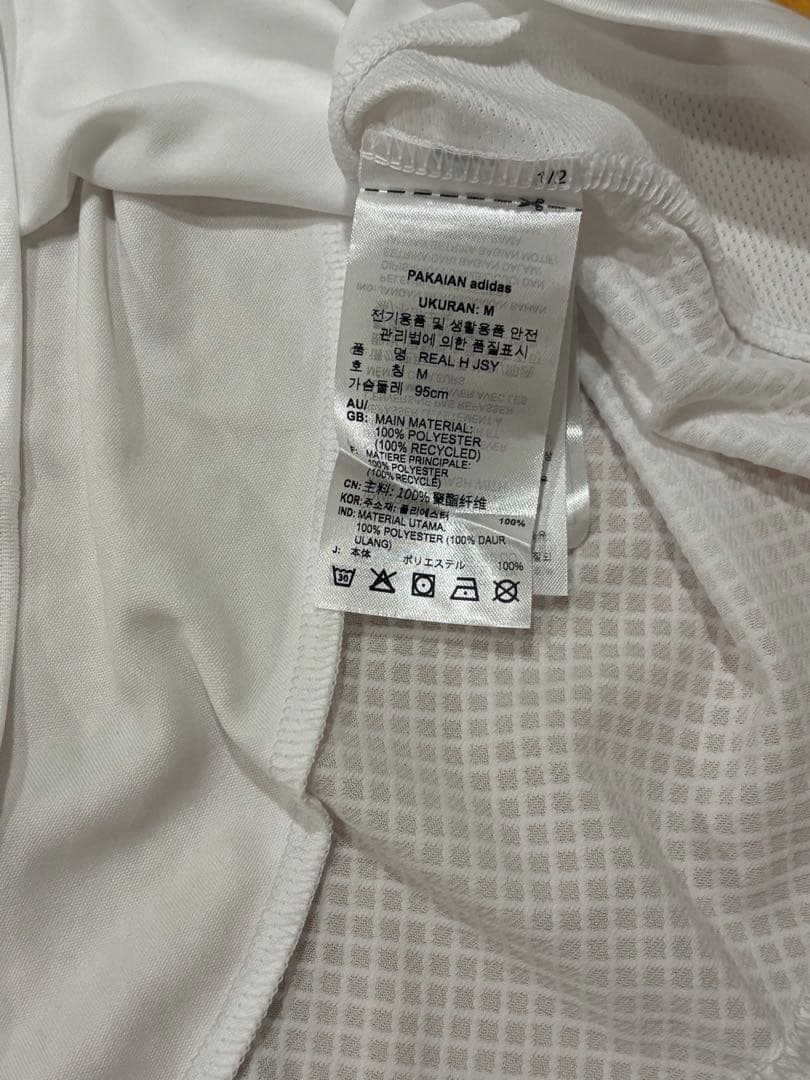 1/2
PAKAIAN adidas
UKURAN: M
전기용품 및 생활용품 안전
관리법에 의한 품질표시
품 명 REAL H JSY
호 칭 M
가슴둘레 95cm
AU/
GB: MAIN MATERIAL:
100% POLYESTER
(100% RECYCLED)
F: MATIERE PRINCIPALE:
100% POLYESTER
(100% RECYCLÉ)
CN: 主料: 100% 聚酯纤维
KOR: 주소재: 폴리에스터 100%
IND: MATERIAL UTAMA.
100% POLYESTER (100% DAUR
ULANG)
J: 本体 ポリエステル 100%
30